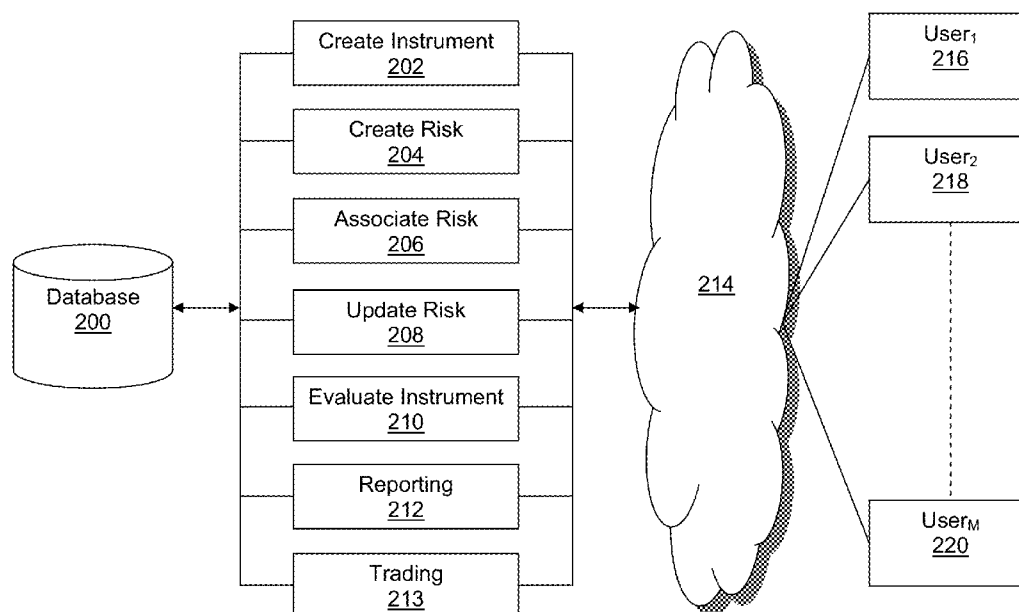 Create Instrument
202
Create Risk
204
Associate Risk
206
Database
200
Update Risk
208
Evaluate Instrument
210
Reporting
212
Trading
213
214
User₁
216
User₂
218
User_M
220